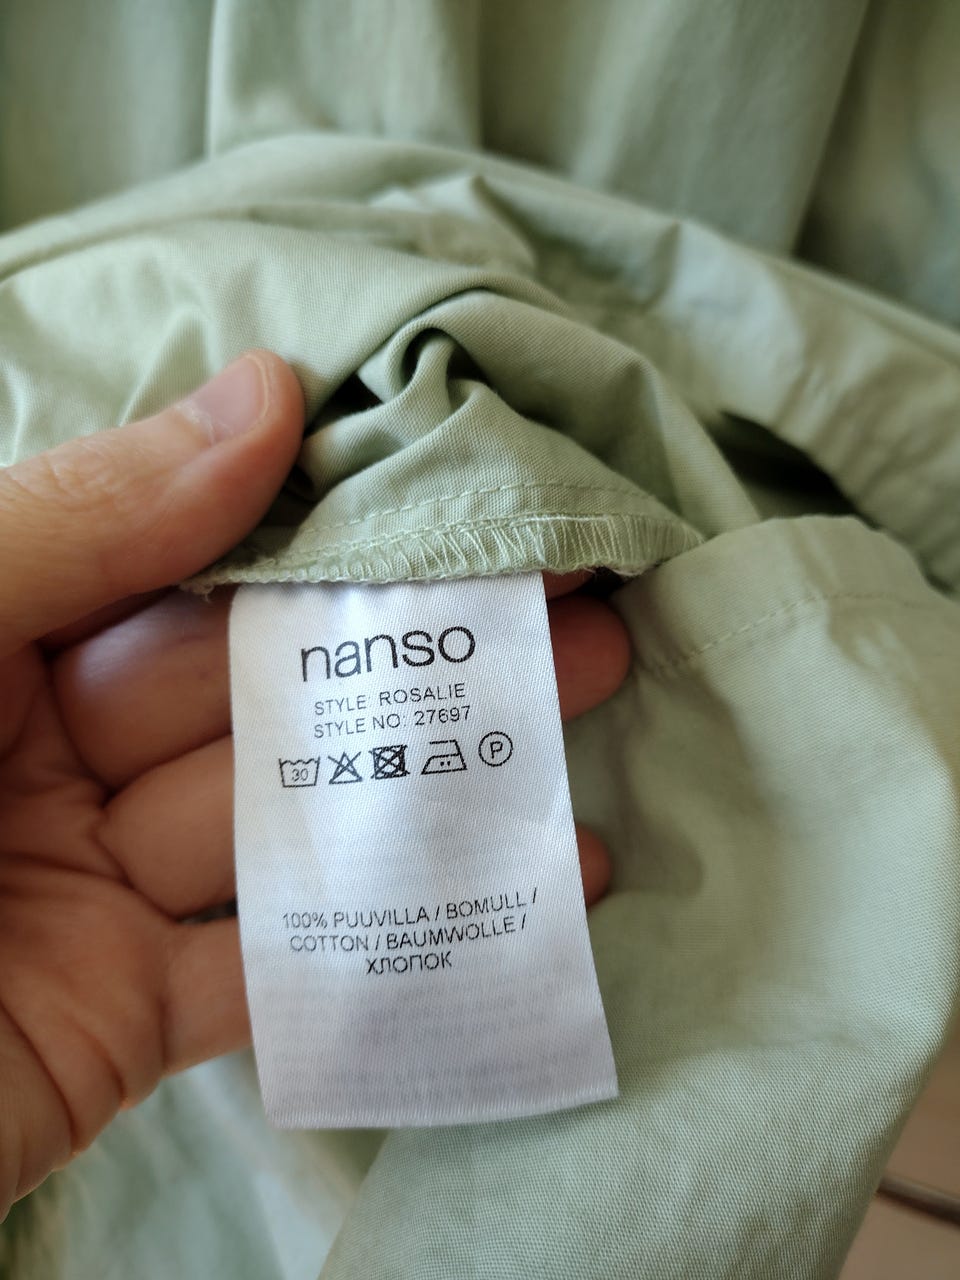 nanso
STYLE: ROSALIE
STYLE NO: 27697
30 P
100% PUUVILLA / BOMULL /
COTTON / BAUMWOLLE /
ХЛОПОК